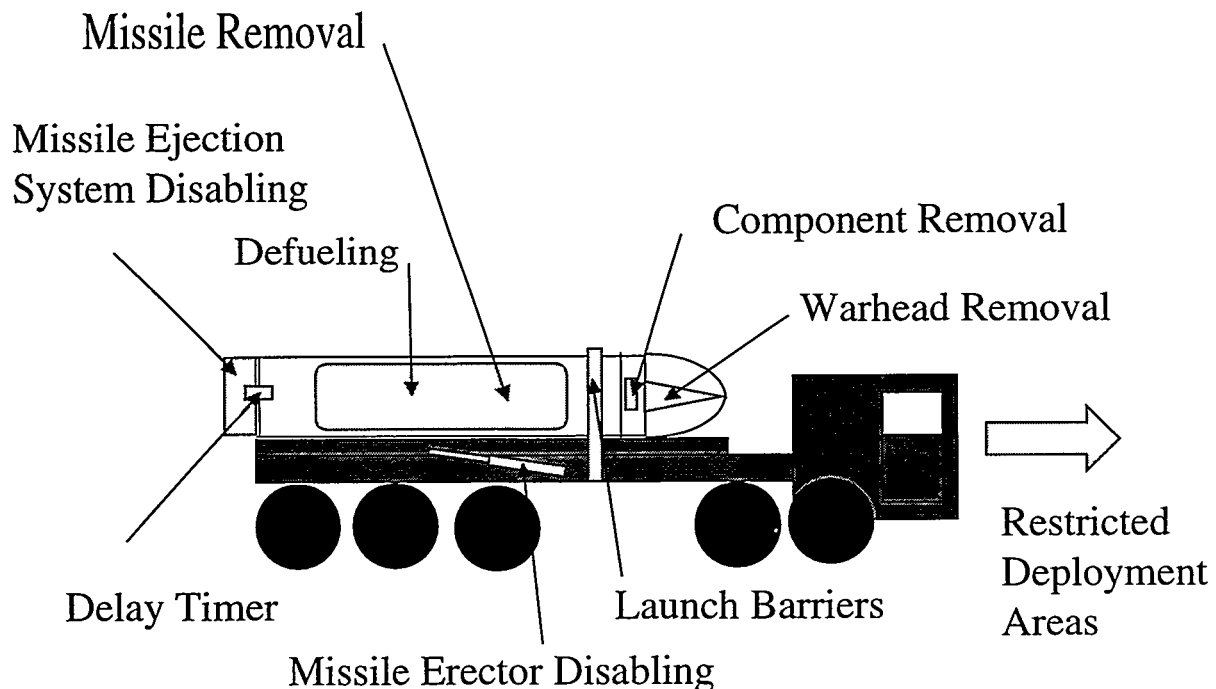 Missile Removal
Missile Ejection
System Disabling
Defueling
Component Removal
Warhead Removal
Delay Timer
Launch Barriers
Missile Erector Disabling
Restricted
Deployment
Areas